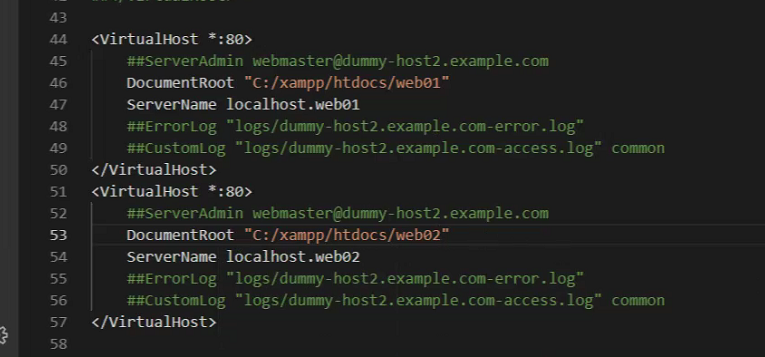 43
44 <VirtualHost *:80>
45 ##ServerAdmin webmaster@dummy-host2.example.com
46 DocumentRoot "C:/xampp/htdocs/web01"
47 ServerName localhost.web01
48 ##ErrorLog "logs/dummy-host2.example.com-error.log"
49 ##CustomLog "logs/dummy-host2.example.com-access.log" common
50 </VirtualHost>
51 <VirtualHost *:80>
52 ##ServerAdmin webmaster@dummy-host2.example.com
53 DocumentRoot "C:/xampp/htdocs/web02"
54 ServerName localhost.web02
55 ##ErrorLog "logs/dummy-host2.example.com-error.log"
56 ##CustomLog "logs/dummy-host2.example.com-access.log" common
57 </VirtualHost>
58